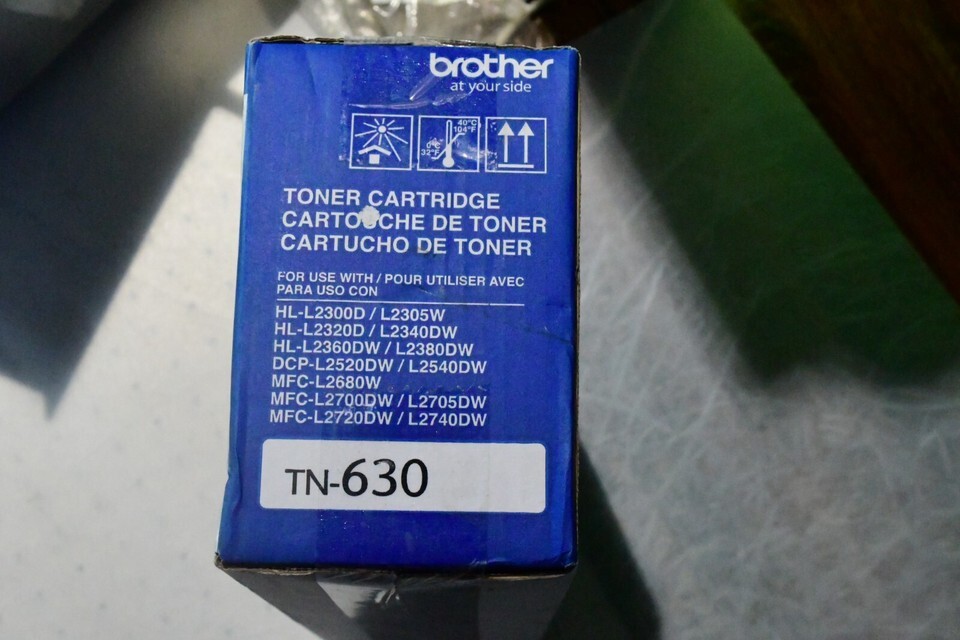 brother
at your side
40°C
104°F
0°C
32°F
TONER CARTRIDGE
CARTOUCHE DE TONER
CARTUCHO DE TONER
FOR USE WITH / POUR UTILISER AVEC
PARA USO CON
HL-L2300D / L2305W
HL-L2320D / L2340DW
HL-L2360DW / L2380DW
DCP-L2520DW / L2540DW
MFC-L2680W
MFC-L2700DW / L2705DW
MFC-L2720DW / L2740DW
TN-630